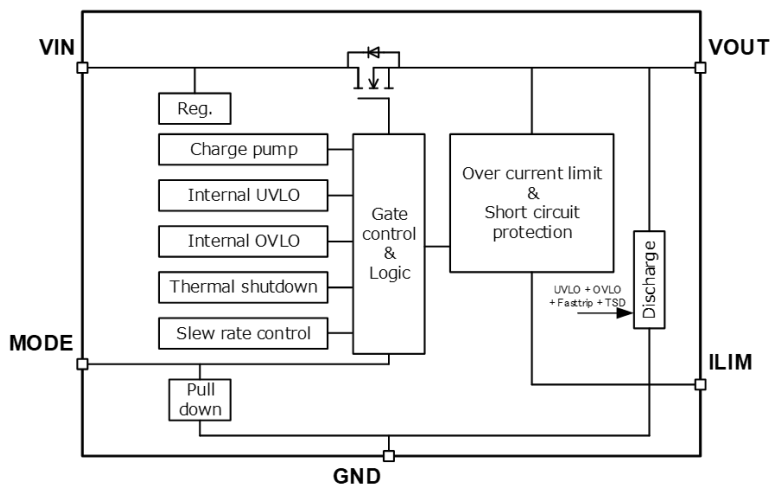 VIN
VOUT
Reg.
Charge pump
Internal UVLO
Internal OVLO
Thermal shutdown
Slew rate control
Gate
control
&
Logic
Over current limit
&
Short circuit
protection
UVLO + OVLO
+ Fasttrip + TSD
Discharge
MODE
Pull
down
ILIM
GND